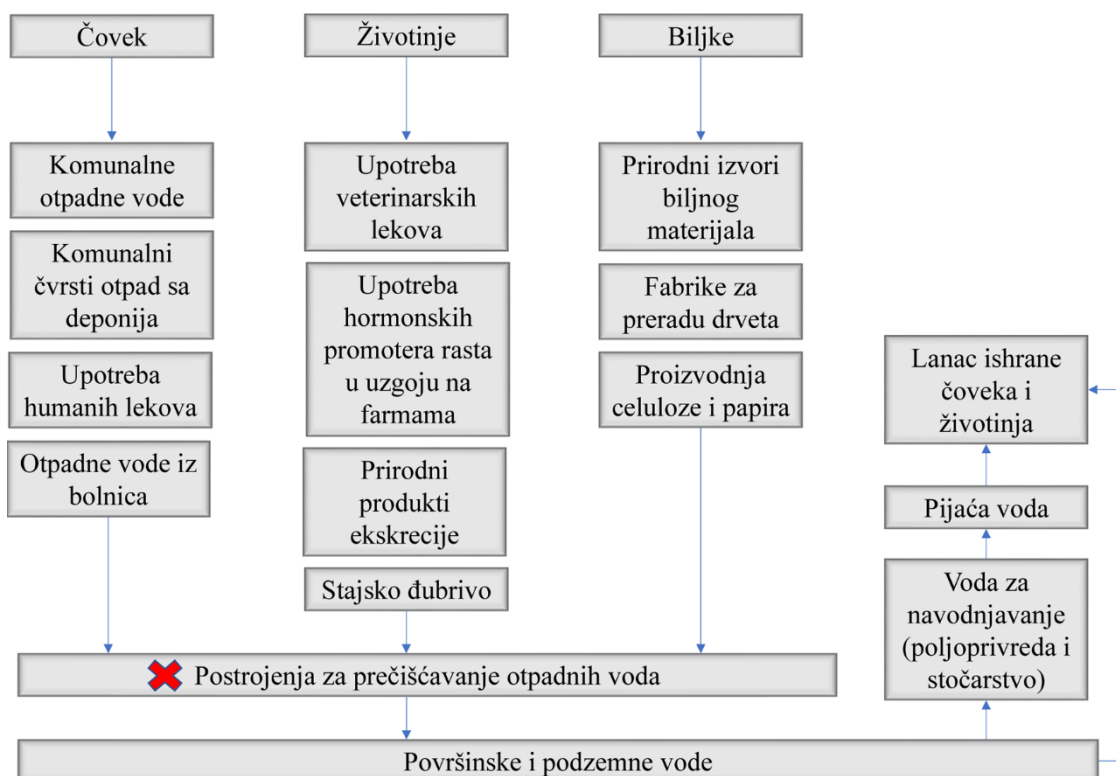 Čovek
Životinje
Biljke
Komunalne
otpadne vode
Komunalni
čvrsti otpad sa
deponija
Upotreba
humanih lekova
Otpadne vode iz
bolnica
Upotreba
veterinarskih
lekova
Upotreba
hormonskih
promotera rasta
u uzgoju na
farmama
Prirodni
produkti
ekskrecije
Stajsko đubrivo
Prirodni izvori
biljnog
materijala
Fabrike za
preradu drveta
Proizvodnja
celuloze i papira
Lanac ishrane
čoveka i
životinja
Pijaća voda
Voda za
navodnjavanje
(poljoprivreda i
stočarstvo)
Postrojenja za prečišćavanje otpadnih voda
Površinske i podzemne vode